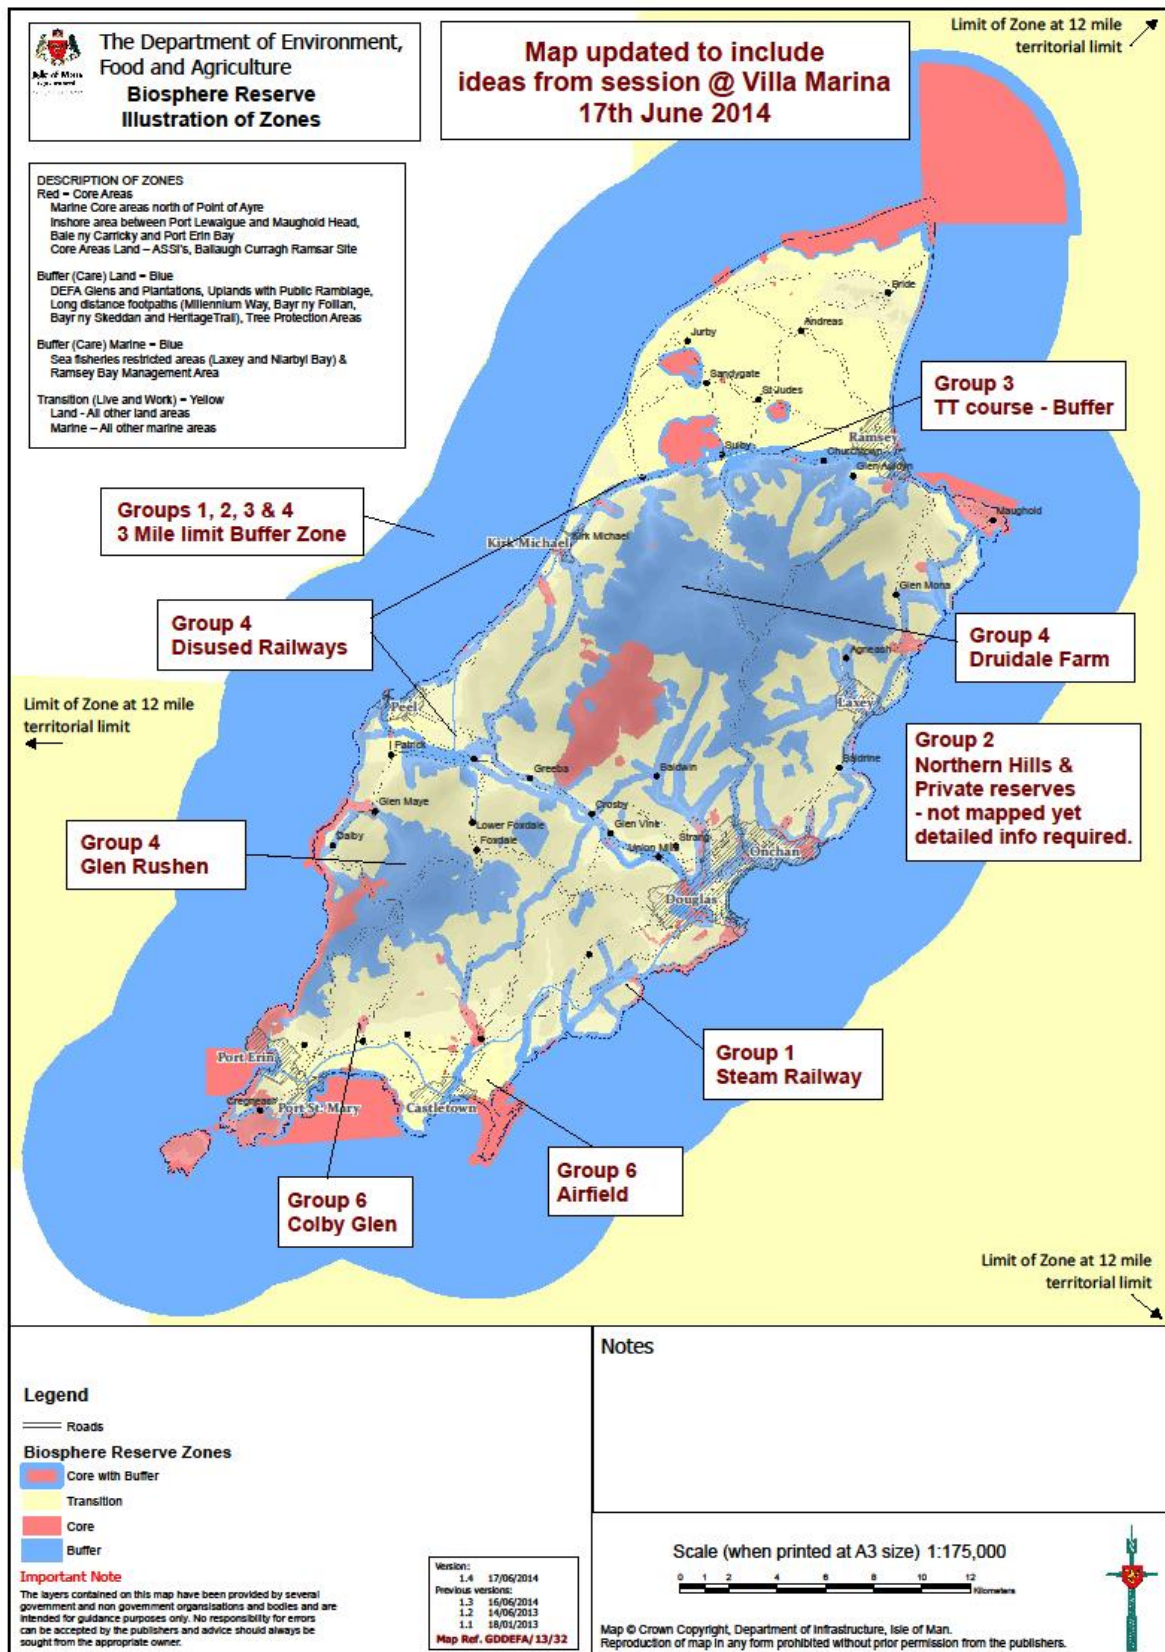 The Department of Environment,
Food and Agriculture
Biosphere Reserve
Illustration of Zones
Map updated to include
ideas from session @ Villa Marina
17th June 2014
Limit of Zone at 12 mile
territorial limit
DESCRIPTION OF ZONES
Red = Core Areas
Marine Core areas north of Point of Ayre
Inshore area between Port Lewaigue and Maughold Head,
Baie ny Carricky and Port Erin Bay
Core Areas Land – ASSI's, Ballaugh Curragh Ramsar Site
Buffer (Care) Land = Blue
DEFA Glens and Plantations, Uplands with Public Ramblage,
Long distance footpaths (Millennium Way, Bayr ny Follian,
Bayr ny Skeddan and HeritageTrail), Tree Protection Areas
Buffer (Care) Marine = Blue
Sea fisheries restricted areas (Laxey and Niarbyl Bay) &
Ramsey Bay Management Area
Transition (Live and Work) = Yellow
Land - All other land areas
Marine – All other marine areas
Bride
Andreas
Jurby
Sandygate
St Judes
Group 3
TT course - Buffer
Ramsey
Sulby
Churchtown
Glen Auldyn
Maughold
Groups 1, 2, 3 & 4
3 Mile limit Buffer Zone
Kirk Michael
Kirk Michael
Glen Mona
Group 4
Disused Railways
Group 4
Druidale Farm
Agneash
Laxey
Limit of Zone at 12 mile
territorial limit
Peel
Patrick
Group 2
Northern Hills &
Private reserves
- not mapped yet
detailed info required.
Baldrine
Greeba
Baldwin
Glen Maye
Crosby
Lower Foxdale
Glen Vine
Strang
Dalby
Foxdale
Union Mills
Onchan
Group 4
Glen Rushen
Douglas
Group 1
Steam Railway
Port Erin
Cregneash
Port St. Mary
Castletown
Group 6
Airfield
Group 6
Colby Glen
Limit of Zone at 12 mile
territorial limit
Legend
Roads
Biosphere Reserve Zones
Core with Buffer
Transition
Core
Buffer
Important Note
The layers contained on this map have been provided by several
government and non government organsisations and bodies and are
intended for guidance purposes only. No responsibility for errors
can be accepted by the publishers and advice should always be
sought from the appropriate owner.
Version:
1.4 17/06/2014
Previous versions:
1.3 16/06/2014
1.2 14/06/2013
1.1 18/01/2013
Map Ref. GDDEFA/13/32
Notes
Scale (when printed at A3 size) 1:175,000
0 1 2 4 6 8 10 12
Kilometers
Map © Crown Copyright, Department of Infrastructure, Isle of Man.
Reproduction of map in any form prohibited without prior permission from the publishers.